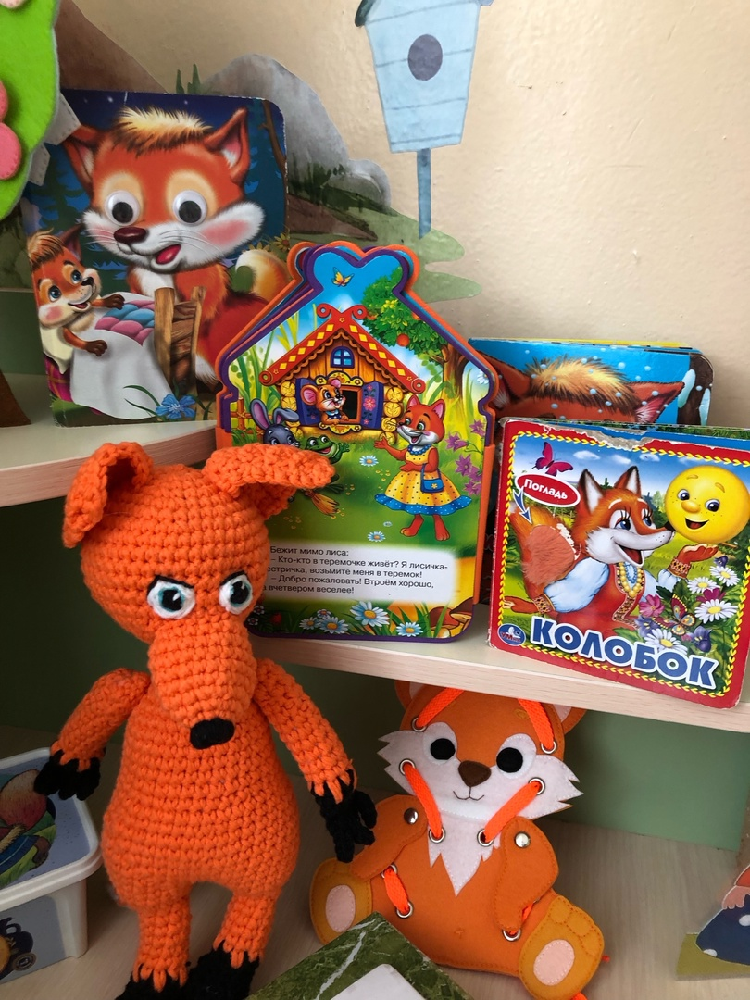 Бежит мимо лиса:
– Кто-кто в теремочке живёт? Я лисичка-
естричка, возьмите меня в теремок!
– Добро пожаловать! Втроём хорошо,
а вчетвером веселее!
Погладь
КОЛОБОК